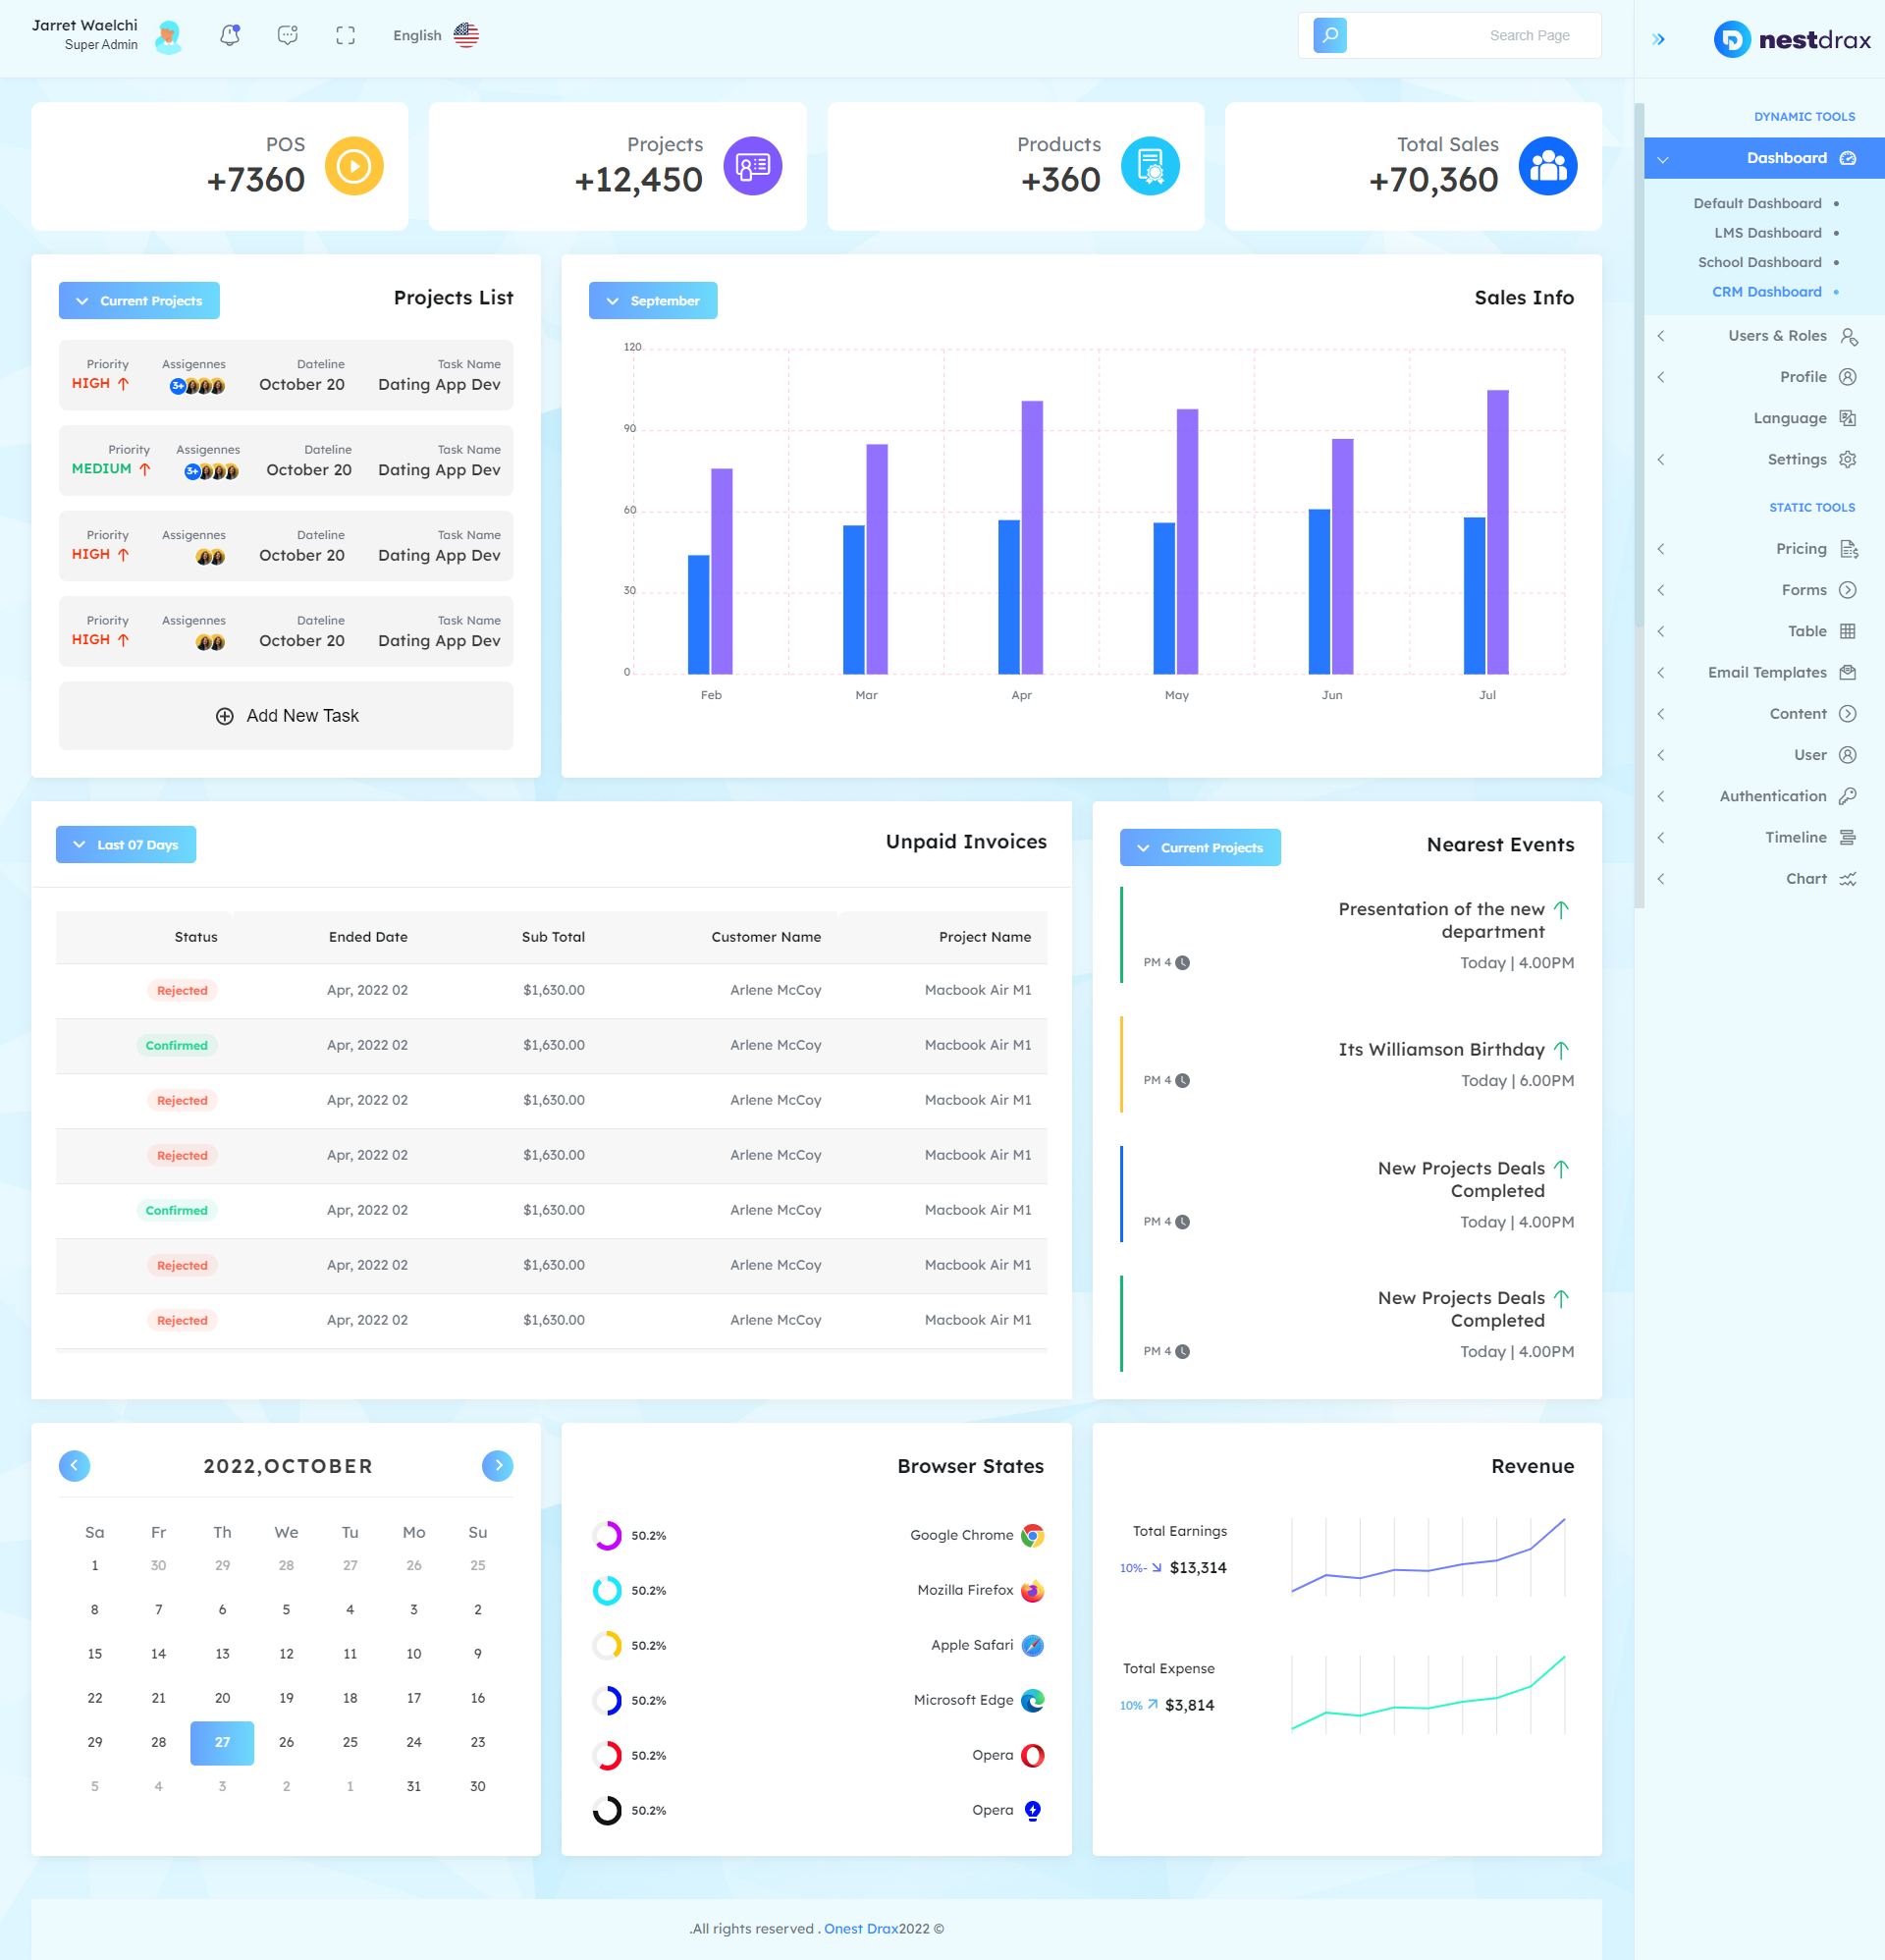 Jarret Waelchi
Super Admin
English
Search Page
nestdrax
DYNAMIC TOOLS
Dashboard
Default Dashboard
LMS Dashboard
School Dashboard
CRM Dashboard
Users & Roles
Profile
Language
Settings
STATIC TOOLS
Pricing
Forms
Table
Email Templates
Content
User
Authentication
Timeline
Chart
POS
+7360
Projects
+12,450
Products
+360
Total Sales
+70,360
Current Projects
Projects List
Priority Assigennes Dateline Task Name
HIGH 3+ October 20 Dating App Dev
Priority Assigennes Dateline Task Name
MEDIUM 3+ October 20 Dating App Dev
Priority Assigennes Dateline Task Name
HIGH October 20 Dating App Dev
Priority Assigennes Dateline Task Name
HIGH October 20 Dating App Dev
Add New Task
September
Sales Info
120
90
60
30
0
Feb Mar Apr May Jun Jul
Last 07 Days
Unpaid Invoices
Status Ended Date Sub Total Customer Name Project Name
Rejected Apr, 2022 02 $1,630.00 Arlene McCoy Macbook Air M1
Confirmed Apr, 2022 02 $1,630.00 Arlene McCoy Macbook Air M1
Rejected Apr, 2022 02 $1,630.00 Arlene McCoy Macbook Air M1
Rejected Apr, 2022 02 $1,630.00 Arlene McCoy Macbook Air M1
Confirmed Apr, 2022 02 $1,630.00 Arlene McCoy Macbook Air M1
Rejected Apr, 2022 02 $1,630.00 Arlene McCoy Macbook Air M1
Rejected Apr, 2022 02 $1,630.00 Arlene McCoy Macbook Air M1
Current Projects
Nearest Events
Presentation of the new
department
PM 4 Today | 4.00PM
Its Williamson Birthday
PM 4 Today | 6.00PM
New Projects Deals
Completed
PM 4 Today | 4.00PM
New Projects Deals
Completed
PM 4 Today | 4.00PM
2022,OCTOBER
Sa Fr Th We Tu Mo Su
1 30 29 28 27 26 25
8 7 6 5 4 3 2
15 14 13 12 11 10 9
22 21 20 19 18 17 16
29 28 27 26 25 24 23
5 4 3 2 1 31 30
Browser States
50.2% Google Chrome
50.2% Mozilla Firefox
50.2% Apple Safari
50.2% Microsoft Edge
50.2% Opera
50.2% Opera
Revenue
Total Earnings
10%- $13,314
Total Expense
10% $3,814
.All rights reserved . Onest Drax2022 ©